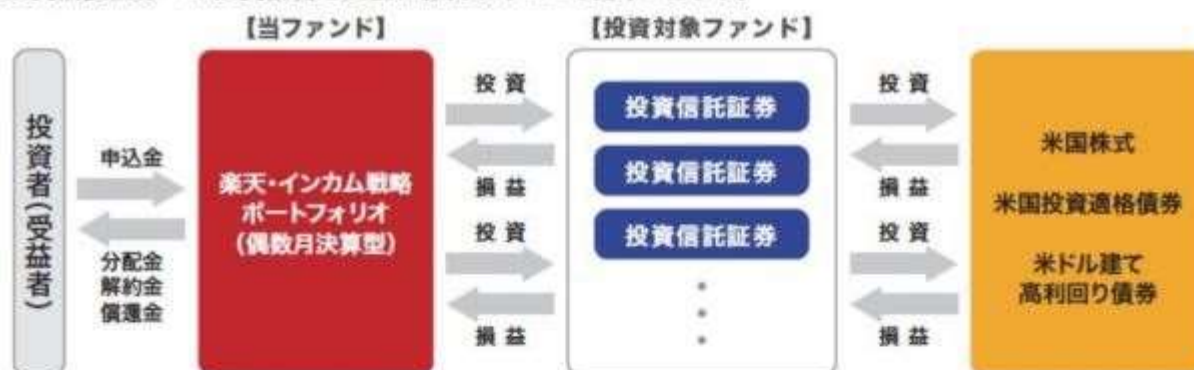 【当ファンド】
【投資対象ファンド】
投資者(受益者)
申込金
分配金
解約金
償還金
楽天・インカム戦略
ポートフォリオ
(偶数月決算型)
投資
損益
投資
損益
投資信託証券
投資信託証券
投資信託証券
投資
損益
投資
損益
米国株式
米国投資適格債券
米ドル建て
高利回り債券